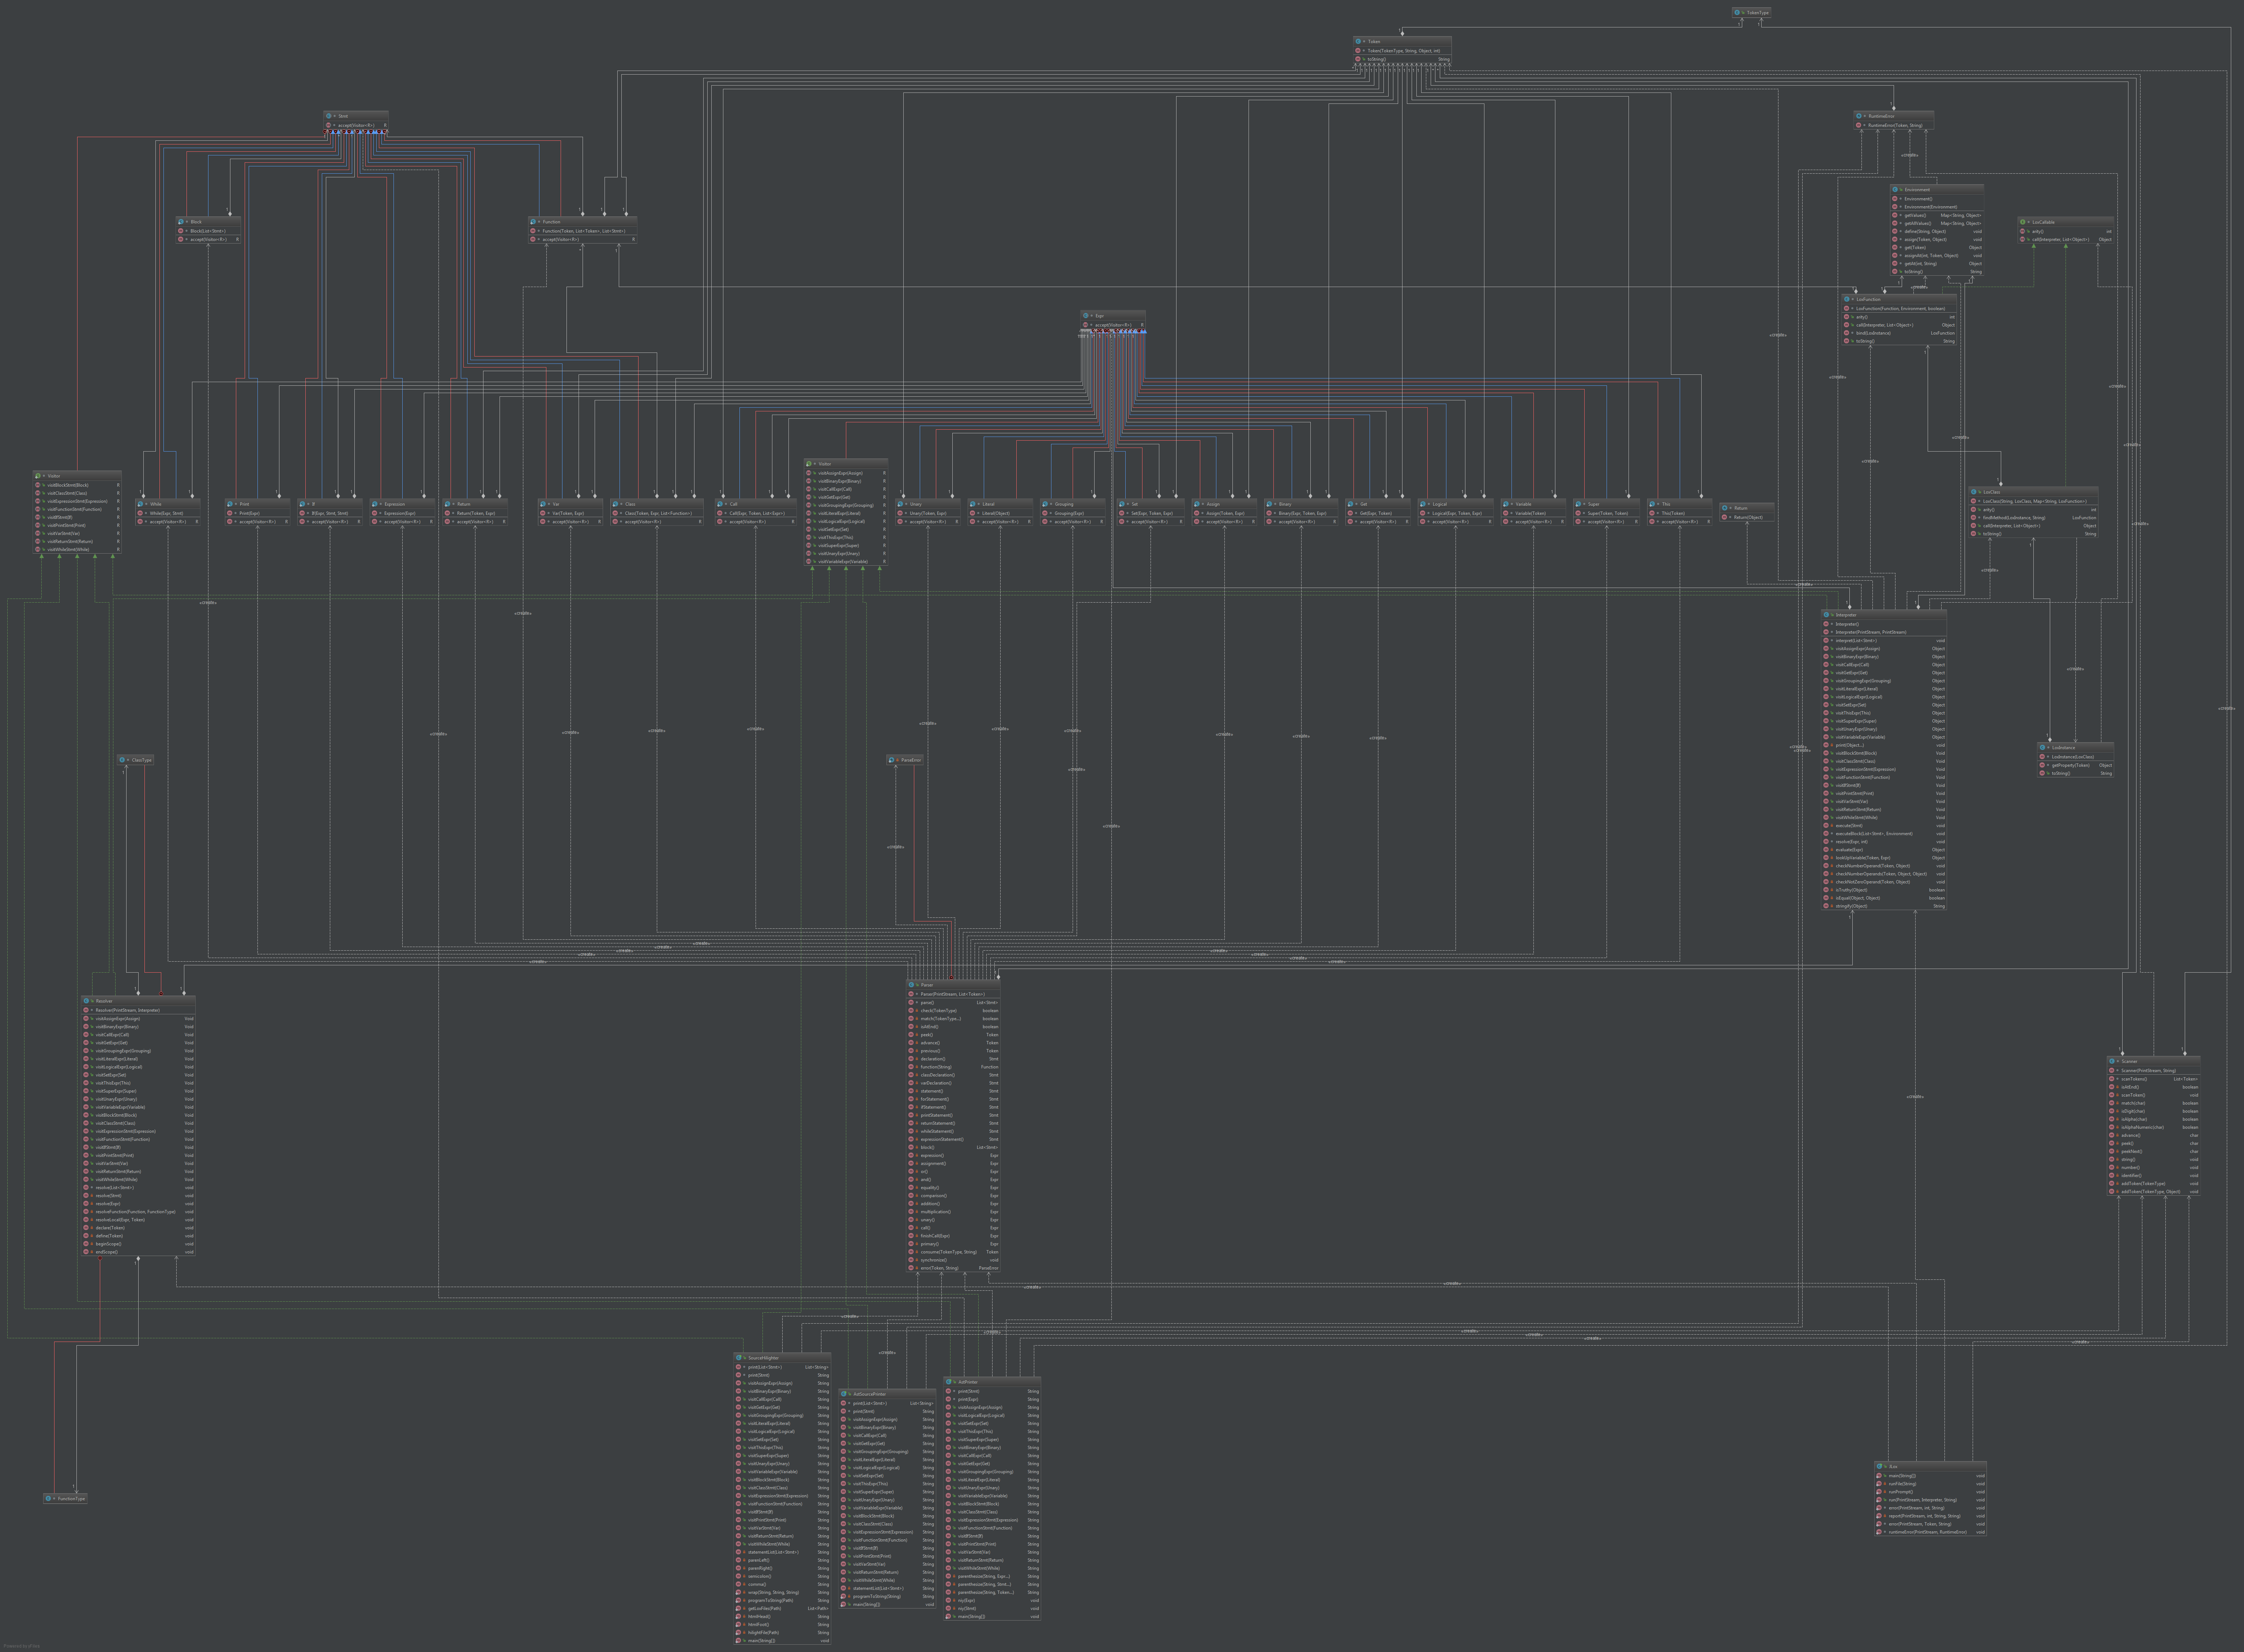 TokenType
Token
Token(TokenType, String, Object, int)
toString() String
Stmt
accept(Visitor<R>) R
RuntimeError
RuntimeError(Token, String)
Environment
Environment()
Environment(Environment)
getValues() Map<String, Object>
getAllValues() Map<String, Object>
define(String, Object) void
assign(Token, Object) void
get(Token) Object
assignAt(int, Token, Object) void
getAt(int, String) Object
toString() String
LoxCallable
arity() int
call(Interpreter, List<Object>) Object
Block
Block(List<Stmt>)
accept(Visitor<R>) R
Function
Function(Token, List<Token>, List<Stmt>)
accept(Visitor<R>) R
LoxFunction
LoxFunction(Function, Environment, boolean)
arity() int
call(Interpreter, List<Object>) Object
bind(LoxInstance) LoxFunction
toString() String
Expr
accept(Visitor<R>) R
Visitor
visitBlockStmt(Block) R
visitClassStmt(Class) R
visitExpressionStmt(Expression) R
visitFunctionStmt(Function) R
visitIfStmt(If) R
visitPrintStmt(Print) R
visitVarStmt(Var) R
visitReturnStmt(Return) R
visitWhileStmt(While) R
While
While(Expr, Stmt)
accept(Visitor<R>) R
Print
Print(Expr)
accept(Visitor<R>) R
If
If(Expr, Stmt, Stmt)
accept(Visitor<R>) R
Expression
Expression(Expr)
accept(Visitor<R>) R
Return
Return(Token, Expr)
accept(Visitor<R>) R
Var
Var(Token, Expr)
accept(Visitor<R>) R
Class
Class(Token, Expr, List<Function>)
accept(Visitor<R>) R
Call
Call(Expr, Token, List<Expr>)
accept(Visitor<R>) R
Visitor
visitAssignExpr(Assign) R
visitBinaryExpr(Binary) R
visitCallExpr(Call) R
visitGetExpr(Get) R
visitGroupingExpr(Grouping) R
visitLiteralExpr(Literal) R
visitLogicalExpr(Logical) R
visitSetExpr(Set) R
visitThisExpr(This) R
visitSuperExpr(Super) R
visitUnaryExpr(Unary) R
visitVariableExpr(Variable) R
Unary
Unary(Token, Expr)
accept(Visitor<R>) R
Literal
Literal(Object)
accept(Visitor<R>) R
Grouping
Grouping(Expr)
accept(Visitor<R>) R
Set
Set(Expr, Token, Expr)
accept(Visitor<R>) R
Assign
Assign(Token, Expr)
accept(Visitor<R>) R
Binary
Binary(Expr, Token, Expr)
accept(Visitor<R>) R
Get
Get(Expr, Token)
accept(Visitor<R>) R
Logical
Logical(Expr, Token, Expr)
accept(Visitor<R>) R
Variable
Variable(Token)
accept(Visitor<R>) R
Super
Super(Token, Token)
accept(Visitor<R>) R
This
This(Token)
accept(Visitor<R>) R
Return
Return(Object)
LoxClass
LoxClass(String, LoxClass, Map<String, LoxFunction>)
arity() int
findMethod(LoxInstance, String) LoxFunction
call(Interpreter, List<Object>) Object
toString() String
Interpreter
Interpreter()
Interpreter(PrintStream, PrintStream)
interpret(List<Stmt>) void
visitAssignExpr(Assign) Object
visitBinaryExpr(Binary) Object
visitCallExpr(Call) Object
visitGetExpr(Get) Object
visitGroupingExpr(Grouping) Object
visitLiteralExpr(Literal) Object
visitLogicalExpr(Logical) Object
visitSetExpr(Set) Object
visitThisExpr(This) Object
visitSuperExpr(Super) Object
visitUnaryExpr(Unary) Object
visitVariableExpr(Variable) Object
print(Object...) void
visitBlockStmt(Block) Void
visitClassStmt(Class) Void
visitExpressionStmt(Expression) Void
visitFunctionStmt(Function) Void
visitIfStmt(If) Void
visitPrintStmt(Print) Void
visitVarStmt(Var) Void
visitReturnStmt(Return) Void
visitWhileStmt(While) Void
execute(Stmt) void
executeBlock(List<Stmt>, Environment) void
resolve(Expr, int) void
evaluate(Expr) Object
lookUpVariable(Token, Expr) Object
checkNumberOperand(Token, Object) void
checkNumberOperands(Token, Object, Object) void
checkNotZeroOperand(Token, Object) void
isTruthy(Object) boolean
isEqual(Object, Object) boolean
stringify(Object) String
LoxInstance
LoxInstance(LoxClass)
getProperty(Token) Object
toString() String
ClassType
ParseError
Resolver
Resolver(PrintStream, Interpreter)
visitAssignExpr(Assign) Void
visitBinaryExpr(Binary) Void
visitCallExpr(Call) Void
visitGetExpr(Get) Void
visitGroupingExpr(Grouping) Void
visitLiteralExpr(Literal) Void
visitLogicalExpr(Logical) Void
visitSetExpr(Set) Void
visitThisExpr(This) Void
visitSuperExpr(Super) Void
visitUnaryExpr(Unary) Void
visitVariableExpr(Variable) Void
visitBlockStmt(Block) Void
visitClassStmt(Class) Void
visitExpressionStmt(Expression) Void
visitFunctionStmt(Function) Void
visitIfStmt(If) Void
visitPrintStmt(Print) Void
visitVarStmt(Var) Void
visitReturnStmt(Return) Void
visitWhileStmt(While) Void
resolve(List<Stmt>) void
resolve(Stmt) void
resolve(Expr) void
resolveFunction(Function, FunctionType) void
resolveLocal(Expr, Token) void
declare(Token) void
define(Token) void
beginScope() void
endScope() void
Parser
Parser(PrintStream, List<Token>)
parse() List<Stmt>
check(TokenType) boolean
match(TokenType...) boolean
isAtEnd() boolean
peek() Token
advance() Token
previous() Token
declaration() Stmt
function(String) Function
classDeclaration() Stmt
varDeclaration() Stmt
statement() Stmt
forStatement() Stmt
ifStatement() Stmt
printStatement() Stmt
returnStatement() Stmt
whileStatement() Stmt
expressionStatement() Stmt
block() List<Stmt>
expression() Expr
assignment() Expr
or() Expr
and() Expr
equality() Expr
comparison() Expr
addition() Expr
multiplication() Expr
unary() Expr
call() Expr
finishCall(Expr) Expr
primary() Expr
consume(TokenType, String) Token
synchronize() void
error(Token, String) ParseError
Scanner
Scanner(PrintStream, String)
scanTokens() List<Token>
isAtEnd() boolean
scanToken() void
match(char) boolean
isDigit(char) boolean
isAlpha(char) boolean
isAlphaNumeric(char) boolean
advance() char
peek() char
peekNext() char
string() void
number() void
identifier() void
addToken(TokenType) void
addToken(TokenType, Object) void
SourceHilighter
print(List<Stmt>) List<String>
print(Stmt) String
visitAssignExpr(Assign) String
visitBinaryExpr(Binary) String
visitCallExpr(Call) String
visitGetExpr(Get) String
visitGroupingExpr(Grouping) String
visitLiteralExpr(Literal) String
visitLogicalExpr(Logical) String
visitSetExpr(Set) String
visitThisExpr(This) String
visitSuperExpr(Super) String
visitUnaryExpr(Unary) String
visitVariableExpr(Variable) String
visitBlockStmt(Block) String
visitClassStmt(Class) String
visitExpressionStmt(Expression) String
visitFunctionStmt(Function) String
visitIfStmt(If) String
visitPrintStmt(Print) String
visitVarStmt(Var) String
visitReturnStmt(Return) String
visitWhileStmt(While) String
statementList(List<Stmt>) String
parenLeft() String
parenRight() String
semicolon() String
comma() String
wrap(String, String, String) String
programToString(Path) String
getLoxFiles(Path) List<Path>
htmlHead() String
htmlFoot() String
hilightFile(Path) String
main(String[]) void
AstSourcePrinter
print(List<Stmt>) List<String>
print(Stmt) String
visitAssignExpr(Assign) String
visitBinaryExpr(Binary) String
visitCallExpr(Call) String
visitGetExpr(Get) String
visitGroupingExpr(Grouping) String
visitLiteralExpr(Literal) String
visitLogicalExpr(Logical) String
visitSetExpr(Set) String
visitThisExpr(This) String
visitSuperExpr(Super) String
visitUnaryExpr(Unary) String
visitVariableExpr(Variable) String
visitBlockStmt(Block) String
visitClassStmt(Class) String
visitExpressionStmt(Expression) String
visitFunctionStmt(Function) String
visitIfStmt(If) String
visitPrintStmt(Print) String
visitVarStmt(Var) String
visitReturnStmt(Return) String
visitWhileStmt(While) String
statementList(List<Stmt>) String
programToString(String) String
main(String[]) void
AstPrinter
print(Stmt) String
print(Expr) String
visitAssignExpr(Assign) String
visitLogicalExpr(Logical) String
visitSetExpr(Set) String
visitThisExpr(This) String
visitSuperExpr(Super) String
visitBinaryExpr(Binary) String
visitCallExpr(Call) String
visitGetExpr(Get) String
visitGroupingExpr(Grouping) String
visitLiteralExpr(Literal) String
visitUnaryExpr(Unary) String
visitVariableExpr(Variable) String
visitBlockStmt(Block) String
visitClassStmt(Class) String
visitExpressionStmt(Expression) String
visitFunctionStmt(Function) String
visitIfStmt(If) String
visitPrintStmt(Print) String
visitVarStmt(Var) String
visitReturnStmt(Return) String
visitWhileStmt(While) String
parenthesize(String, Expr...) String
parenthesize(String, Stmt...) String
parenthesize(String, Token...) String
main(String[]) void
main(String[]) void
runFile(String) void
runPrompt() void
run(PrintStream, Interpreter, String) void
error(PrintStream, int, String) void
report(PrintStream, int, String, String) void
error(PrintStream, Token, String) void
runtimeError(PrintStream, RuntimeError) void
FunctionType
Powered by yFiles